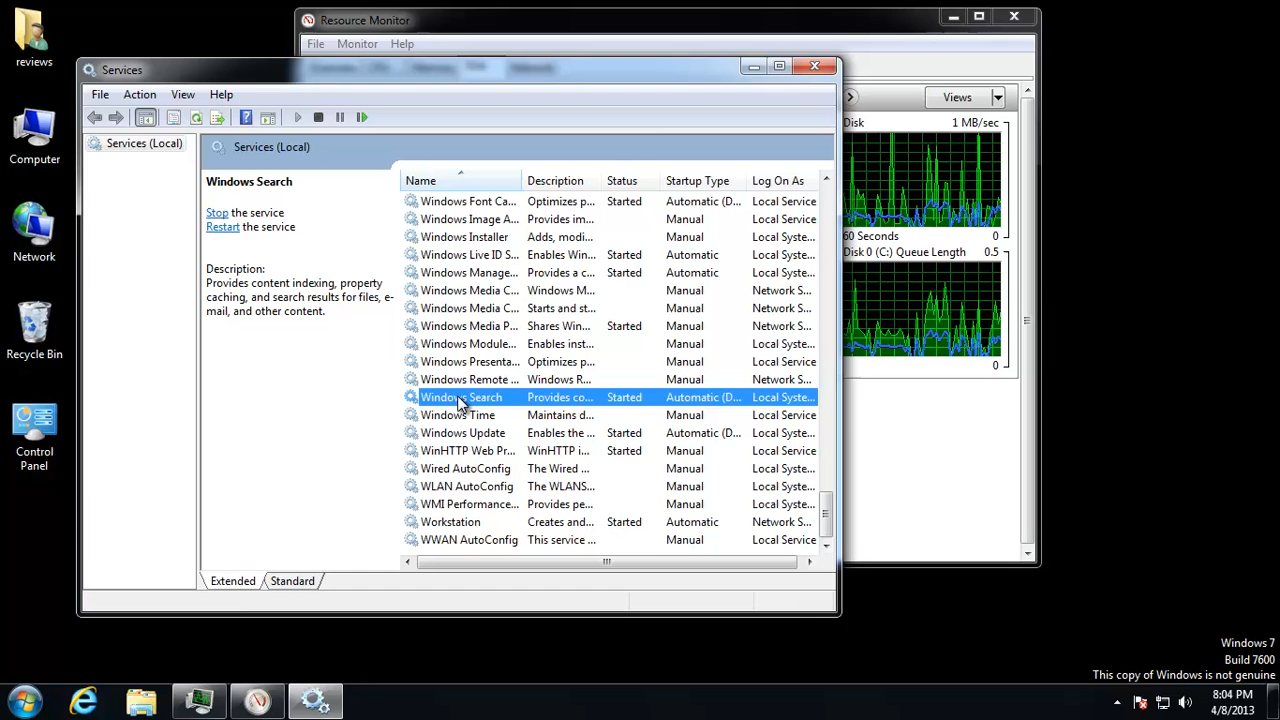 Resource Monitor
File Monitor Help
Services
File Action View Help
Services (Local)
Services (Local)
Windows Search
Stop the service
Restart the service
Description:
Provides content indexing, property
caching, and search results for files, e-
mail, and other content.
Name Description Status Startup Type Log On As
Windows Font Ca... Optimizes p... Started Automatic (D... Local Service
Windows Image A... Provides im... Manual Local Service
Windows Installer Adds, modi... Manual Local Syste...
Windows Live ID S... Enables Win... Started Automatic Local Syste...
Windows Manage... Provides a c... Started Automatic Local Syste...
Windows Media C... Windows M... Manual Network S...
Windows Media C... Starts and st... Manual Network S...
Windows Media P... Shares Win... Started Manual Network S...
Windows Module... Enables inst... Manual Local Syste...
Windows Presenta... Optimizes p... Manual Local Service
Windows Remote ... Windows R... Manual Network S...
Windows Search Provides co... Started Automatic (D... Local Syste...
Windows Time Maintains d... Manual Local Service
Windows Update Enables the ... Started Automatic (D... Local Syste...
WinHTTP Web Pr... WinHTTP i... Started Manual Local Service
Wired AutoConfig The Wired ... Manual Local Syste...
WLAN AutoConfig The WLANS... Manual Local Syste...
WMI Performance... Provides pe... Manual Local Syste...
Workstation Creates and... Started Automatic Network S...
WWAN AutoConfig This service ... Manual Local Service
Extended Standard
Views
Disk 1 MB/sec
60 Seconds 0
Disk 0 (C:) Queue Length 0.5
0
reviews
Computer
Network
Recycle Bin
Control
Panel
Windows 7
Build 7600
This copy of Windows is not genuine
8:04 PM
4/8/2013